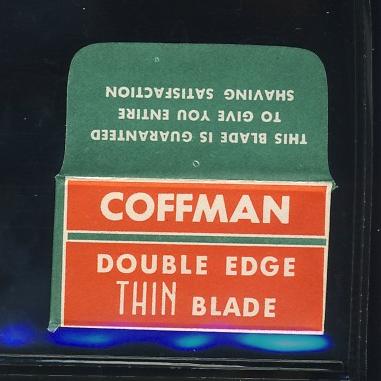 THIS BLADE IS GUARANTEED
TO GIVE YOU ENTIRE
SHAVING SATISFACTION
COFFMAN
DOUBLE EDGE
THIN BLADE